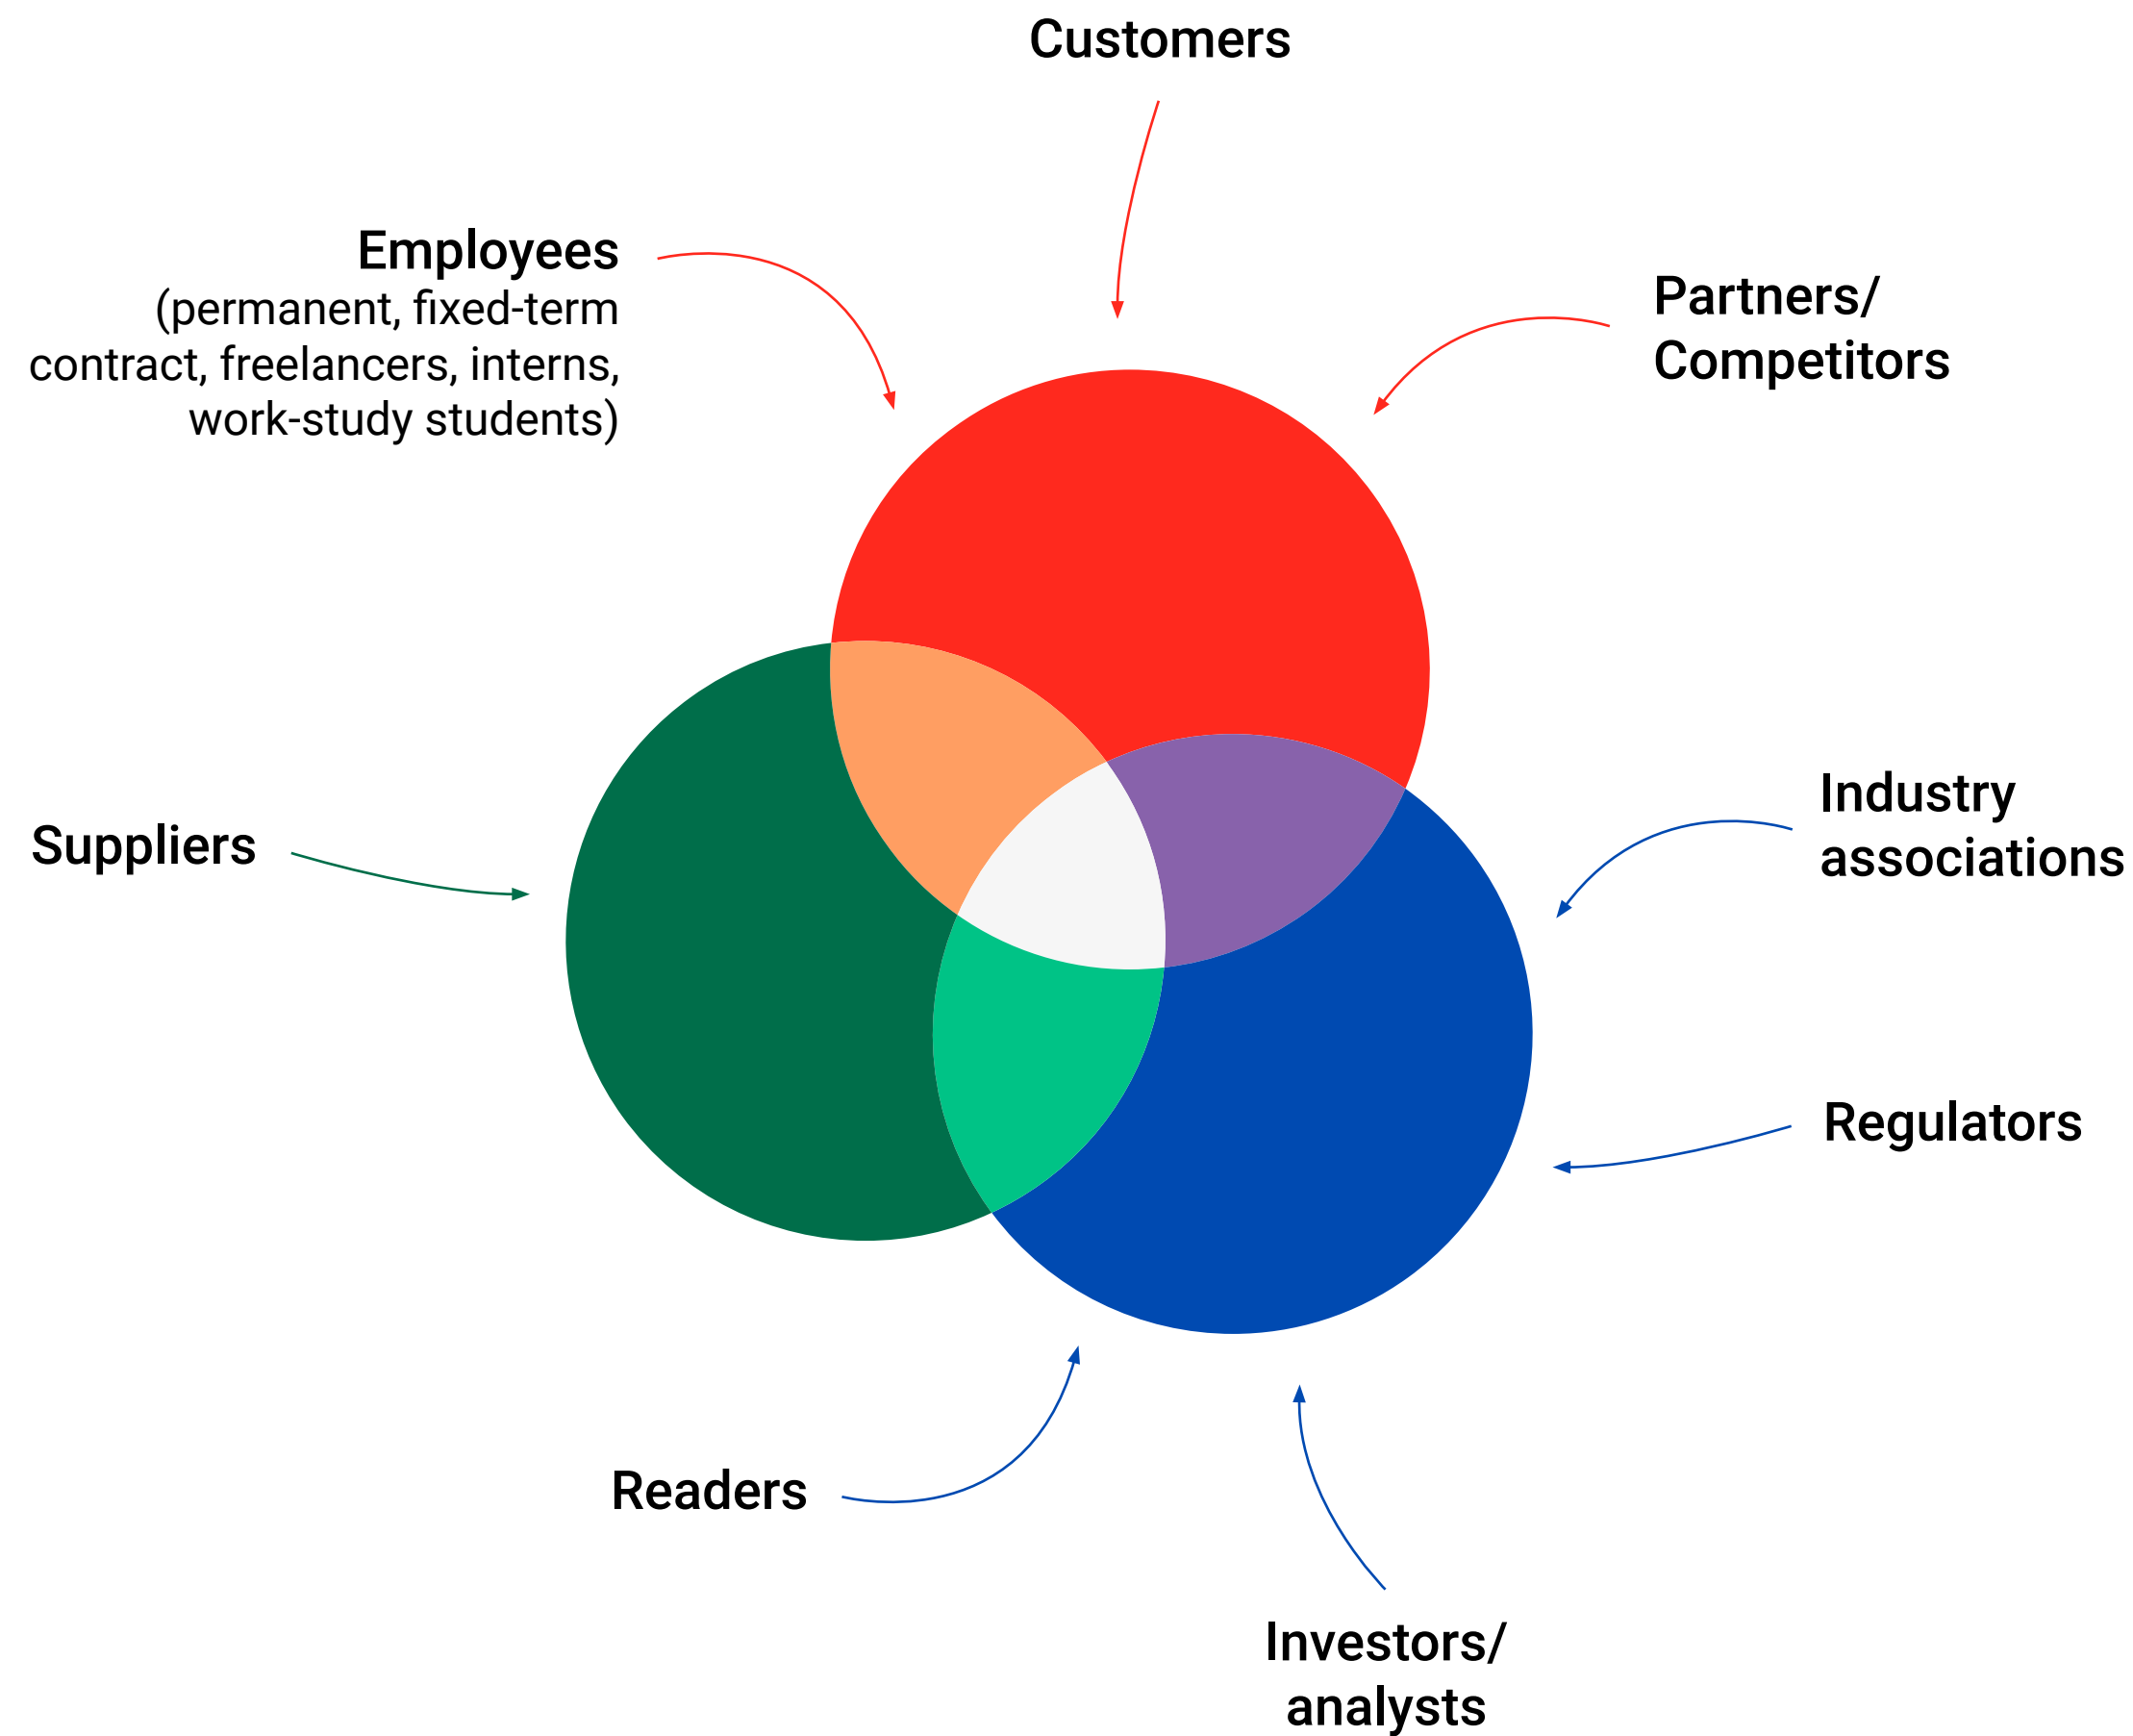 Customers
Employees
(permanent, fixed-term
contract, freelancers, interns,
work-study students)
Partners/
Competitors
Suppliers
Industry
associations
Regulators
Readers
Investors/
analysts